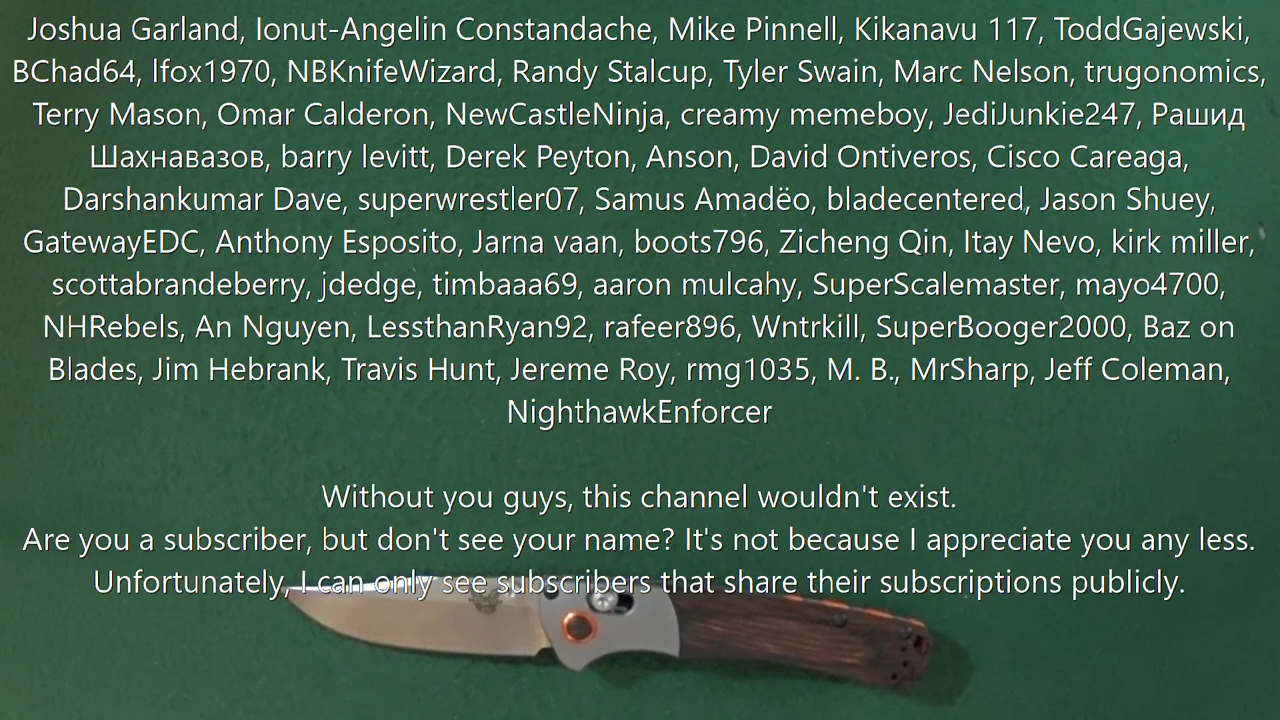 Joshua Garland, Ionut-Angelin Constandache, Mike Pinnell, Kikanavu 117, ToddGajewski,
BChad64, lfox1970, NBKnifeWizard, Randy Stalcup, Tyler Swain, Marc Nelson, trugonomics,
Terry Mason, Omar Calderon, NewCastleNinja, creamy memeboy, JediJunkie247, Рашид
Шахнавазов, barry levitt, Derek Peyton, Anson, David Ontiveros, Cisco Careaga,
Darshankumar Dave, superwrestler07, Samus Amadëo, bladecentered, Jason Shuey,
GatewayEDC, Anthony Esposito, Jarna vaan, boots796, Zicheng Qin, Itay Nevo, kirk miller,
scottabrandeberry, jdedge, timbaaa69, aaron mulcahy, SuperScalemaster, mayo4700,
NHRebels, An Nguyen, LessthanRyan92, rafeer896, Wntrkill, SuperBooger2000, Baz on
Blades, Jim Hebrank, Travis Hunt, Jereme Roy, rmg1035, M. B., MrSharp, Jeff Coleman,
NighthawkEnforcer
Without you guys, this channel wouldn't exist.
Are you a subscriber, but don't see your name? It's not because I appreciate you any less.
Unfortunately, I can only see subscribers that share their subscriptions publicly.